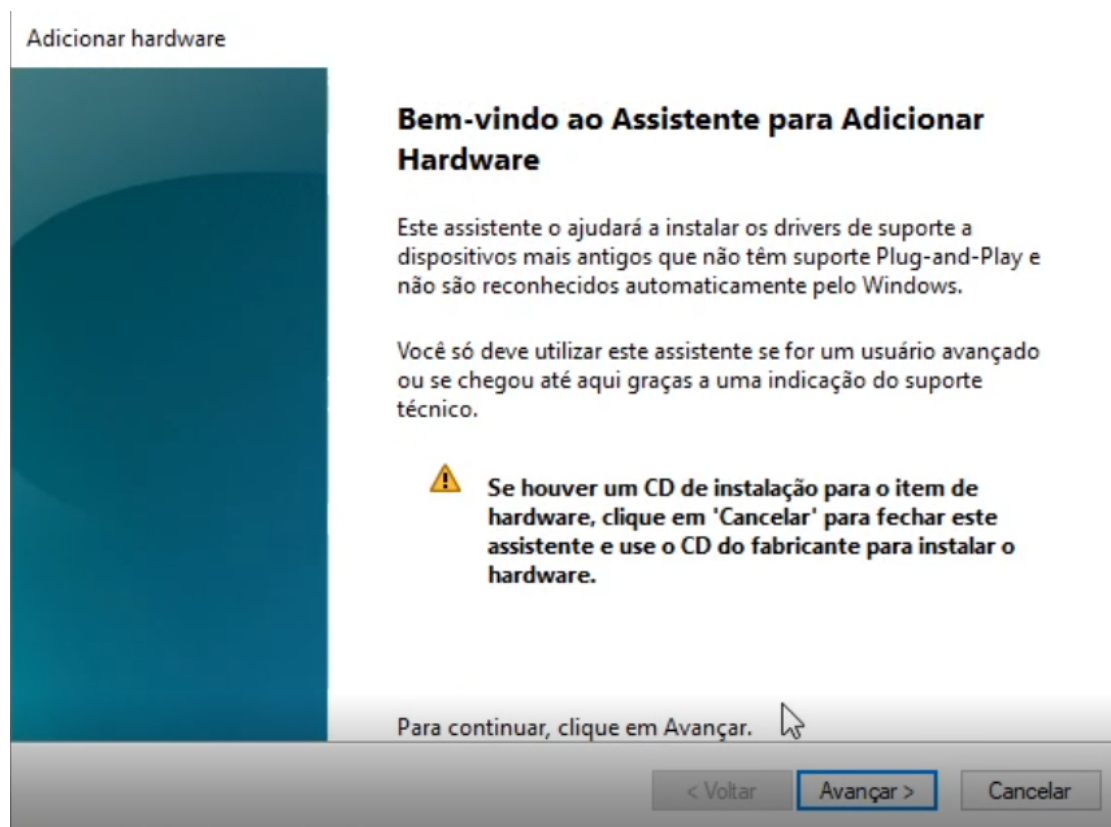 Adicionar hardware
Bem-vindo ao Assistente para Adicionar
Hardware
Este assistente o ajudará a instalar os drivers de suporte a
dispositivos mais antigos que não têm suporte Plug-and-Play e
não são reconhecidos automaticamente pelo Windows.
Você só deve utilizar este assistente se for um usuário avançado
ou se chegou até aqui graças a uma indicação do suporte
técnico.
Se houver um CD de instalação para o item de
hardware, clique em 'Cancelar' para fechar este
assistente e use o CD do fabricante para instalar o
hardware.
Para continuar, clique em Avançar.
< Voltar Avançar > Cancelar